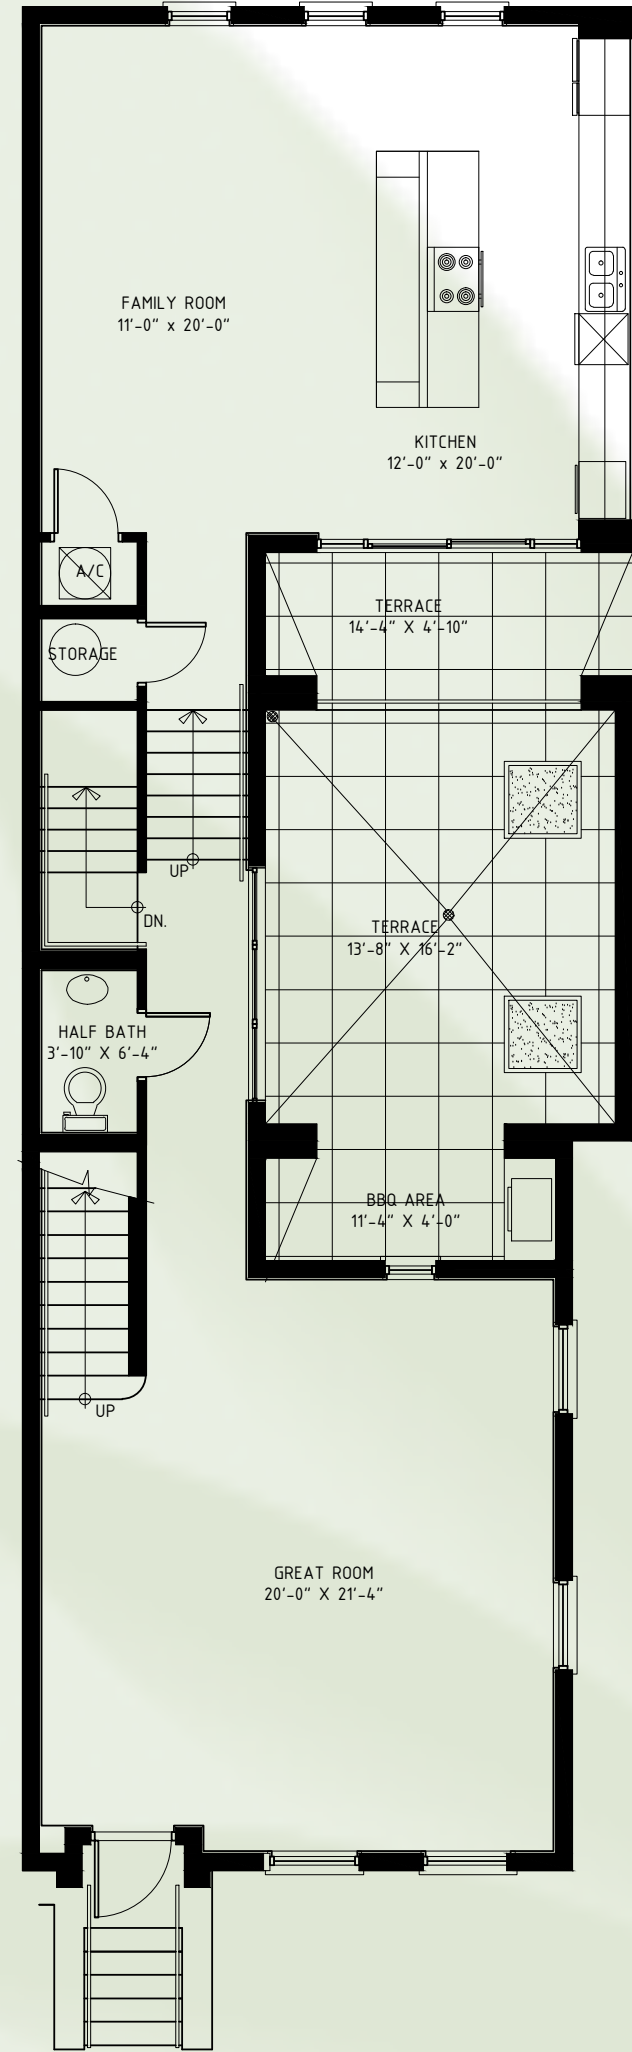 FAMILY ROOM
11'-0" x 20'-0"
KITCHEN
12'-0" x 20'-0"
A/C
TERRACE
14'-4" X 4'-10"
STORAGE
UP
DN.
TERRACE
13'-8" X 16'-2"
HALF BATH
3'-10" X 6'-4"
BBQ AREA
11'-4" X 4'-0"
UP
GREAT ROOM
20'-0" X 21'-4"